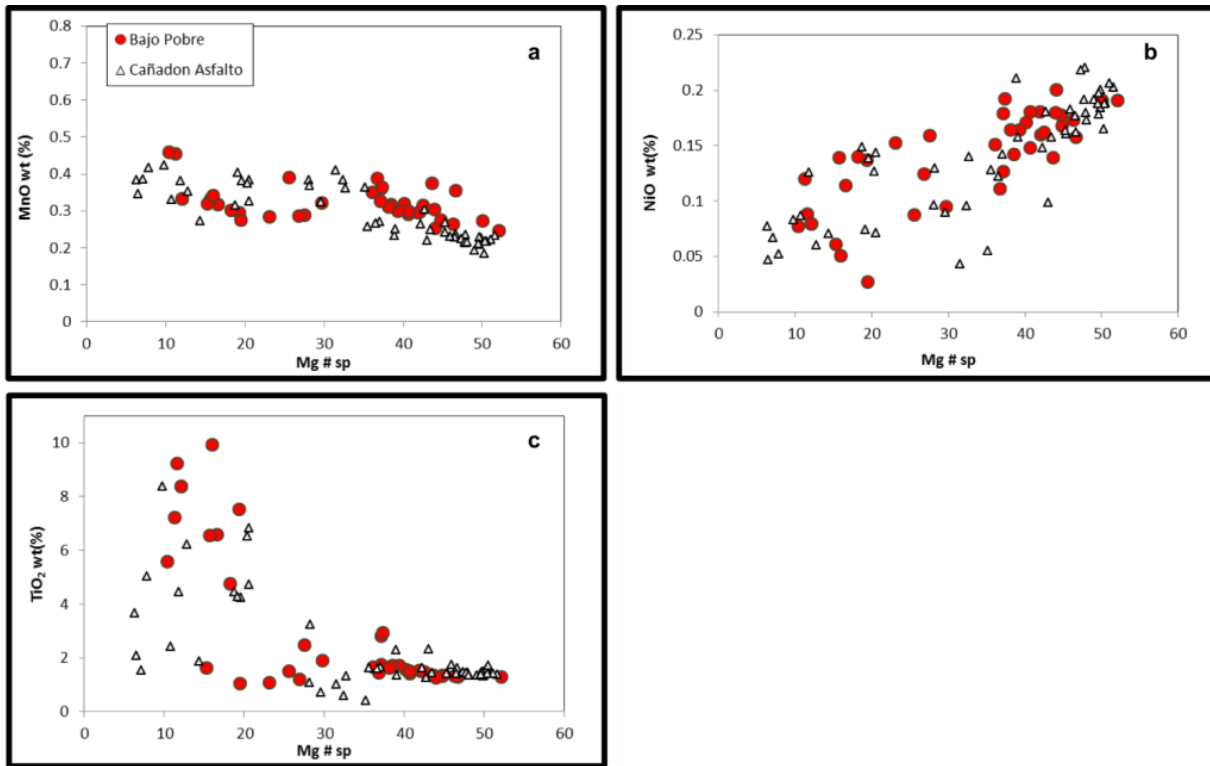 a
Bajo Pobre
Cañadon Asfalto
MnO wt (%)
0.8
0.7
0.6
0.5
0.4
0.3
0.2
0.1
0
0 10 20 30 40 50 60
Mg # sp
b
NiO wt(%)
0.25
0.2
0.15
0.1
0.05
0
0 10 20 30 40 50 60
Mg # sp
c
TiO₂ wt(%)
10
8
6
4
2
0
0 10 20 30 40 50 60
Mg # sp